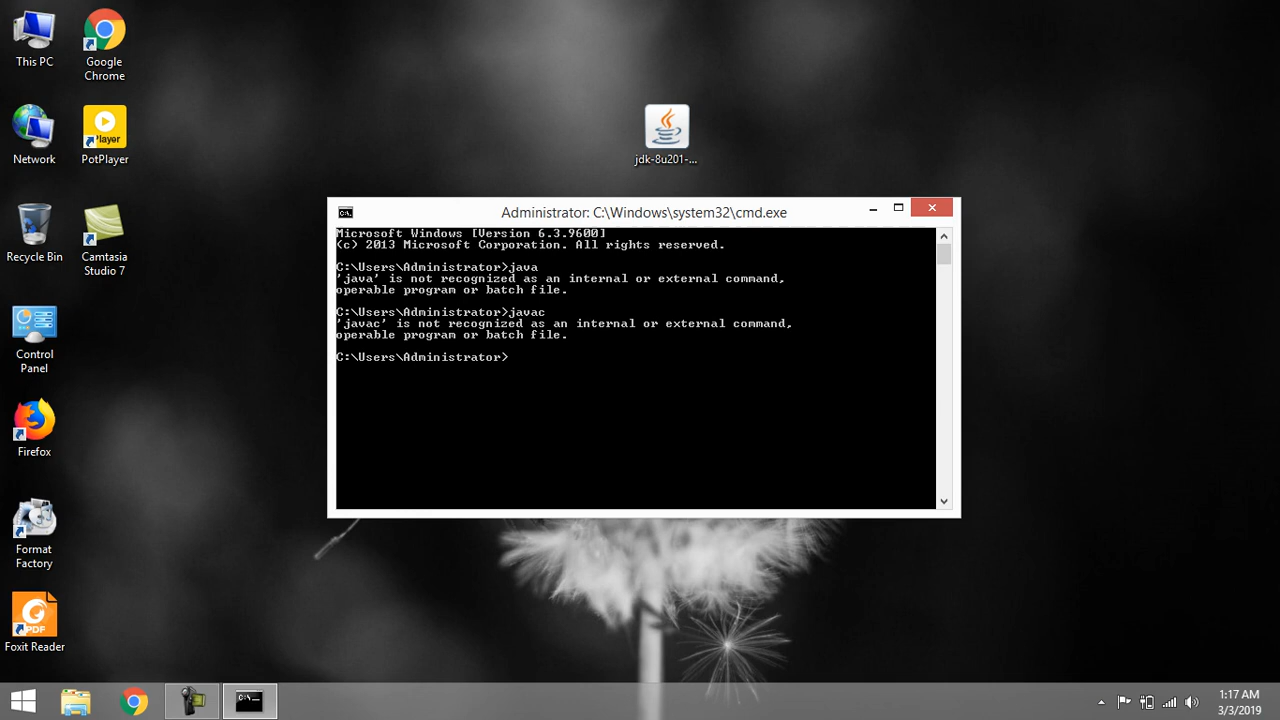 This PC
Google
Chrome
jdk-8u201-...
Network
Player
PotPlayer
Recycle Bin
Camtasia
Studio 7
Administrator: C:\Windows\system32\cmd.exe
Microsoft Windows [Version 6.3.9600]
(c) 2013 Microsoft Corporation. All rights reserved.
C:\Users\Administrator>java
'java' is not recognized as an internal or external command,
operable program or batch file.
C:\Users\Administrator>javac
'javac' is not recognized as an internal or external command,
operable program or batch file.
C:\Users\Administrator>
Control
Panel
Firefox
Format
Factory
PDF
Foxit Reader
1:17 AM
3/3/2019